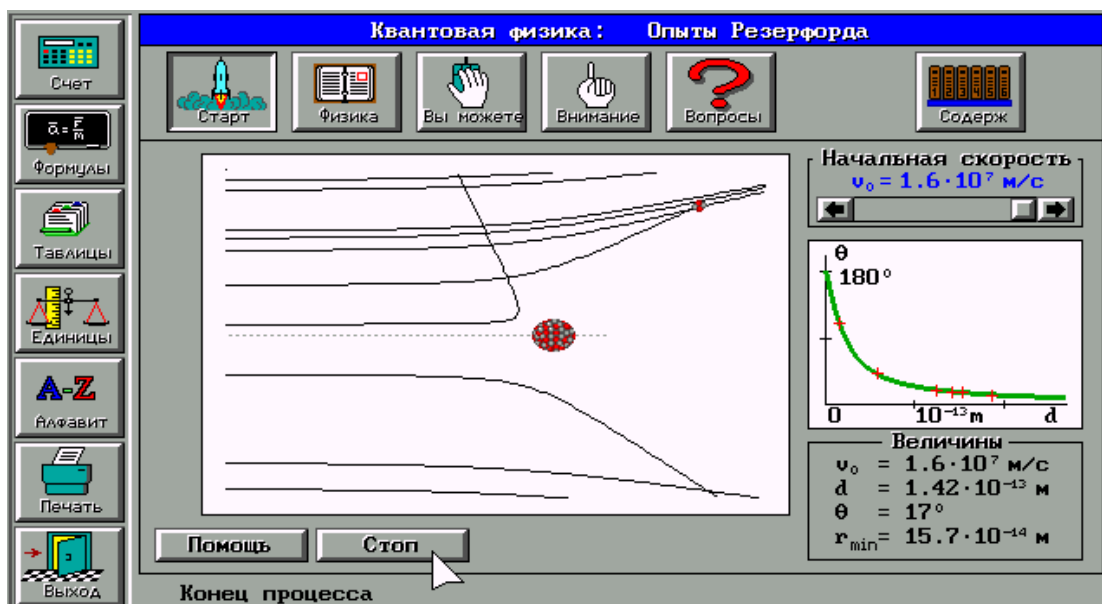 Квантовая физика: Опыты Резерфорда
Счет
ā = F̄/m
Формулы
Таблицы
Единицы
A-Z
Алфавит
Печать
Выход
Старт
Физика
Вы можете
Внимание
Вопросы
Содерж
Начальная скорость
v₀ = 1.6·10⁷ м/с
θ
180°
0
10⁻¹³м
d
Величины
v₀ = 1.6·10⁷ м/с
d = 1.42·10⁻¹³ м
θ = 17°
rmin= 15.7·10⁻¹⁴ м
Помощь
Стоп
Конец процесса